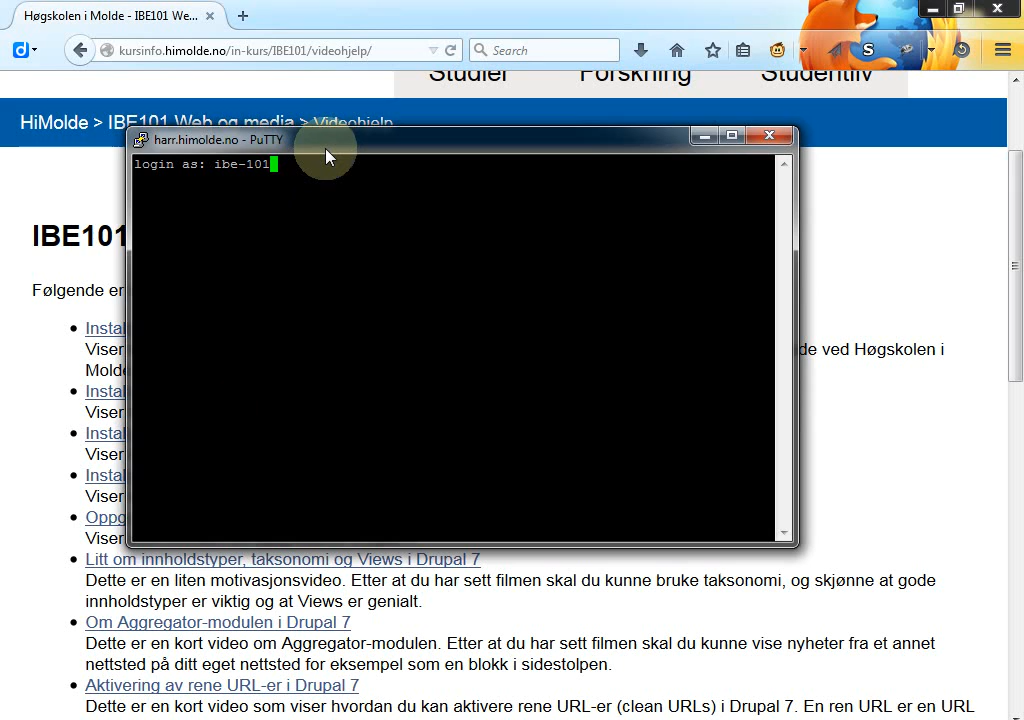 Høgskolen i Molde - IBE101 We...
kursinfo.himolde.no/in-kurs/IBE101/videohjelp/
Search
Studier Forskning Studentliv
HiMolde > IBE101 Web og media > Videohjelp
harr.himolde.no - PuTTY
login as: ibe-101
IBE101
Følgende er
Instal
Viser de ved Høgskolen i
Molde
Instal
Viser
Instal
Viser
Instal
Viser
Oppg
Viser
Litt om innholdstyper, taksonomi og Views i Drupal 7
Dette er en liten motivasjonsvideo. Etter at du har sett filmen skal du kunne bruke taksonomi, og skjønne at gode
innholdstyper er viktig og at Views er genialt.
Om Aggregator-modulen i Drupal 7
Dette er en kort video om Aggregator-modulen. Etter at du har sett filmen skal du kunne vise nyheter fra et annet
nettsted på ditt eget nettsted for eksempel som en blokk i sidestolpen.
Aktivering av rene URL-er i Drupal 7
Dette er en kort video som viser hvordan du kan aktivere rene URL-er (clean URLs) i Drupal 7. En ren URL er en URL